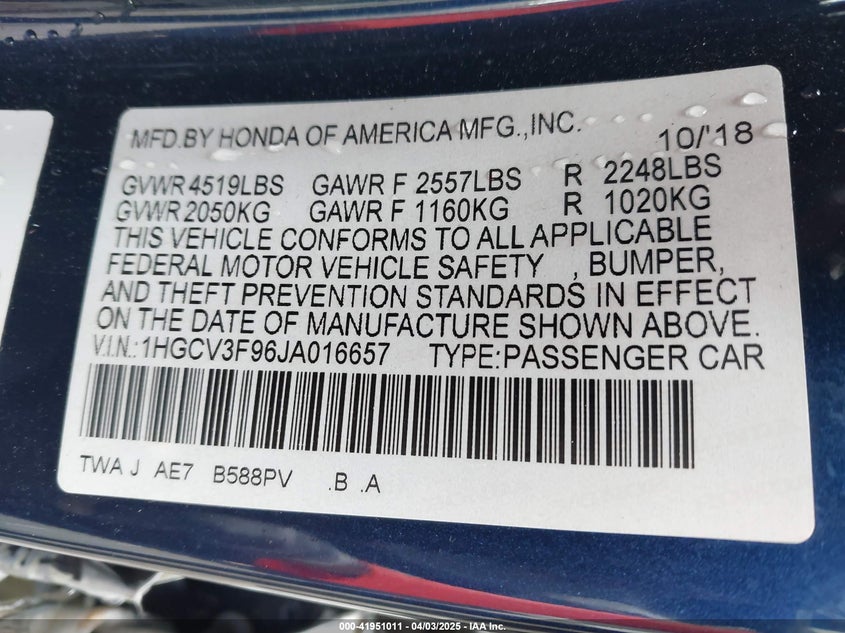 MFD.BY HONDA OF AMERICA MFG.,INC. 10/'18
GVWR 4519LBS GAWR F 2557LBS R 2248LBS
GVWR 2050KG GAWR F 1160KG R 1020KG
THIS VEHICLE CONFORMS TO ALL APPLICABLE
FEDERAL MOTOR VEHICLE SAFETY , BUMPER,
AND THEFT PREVENTION STANDARDS IN EFFECT
ON THE DATE OF MANUFACTURE SHOWN ABOVE.
V.I.N.:1HGCV3F96JA016657 TYPE:PASSENGER CAR
TWA J AE7 B588PV .B .A
000-41951011 | 04/03/2025 | IAA Inc.